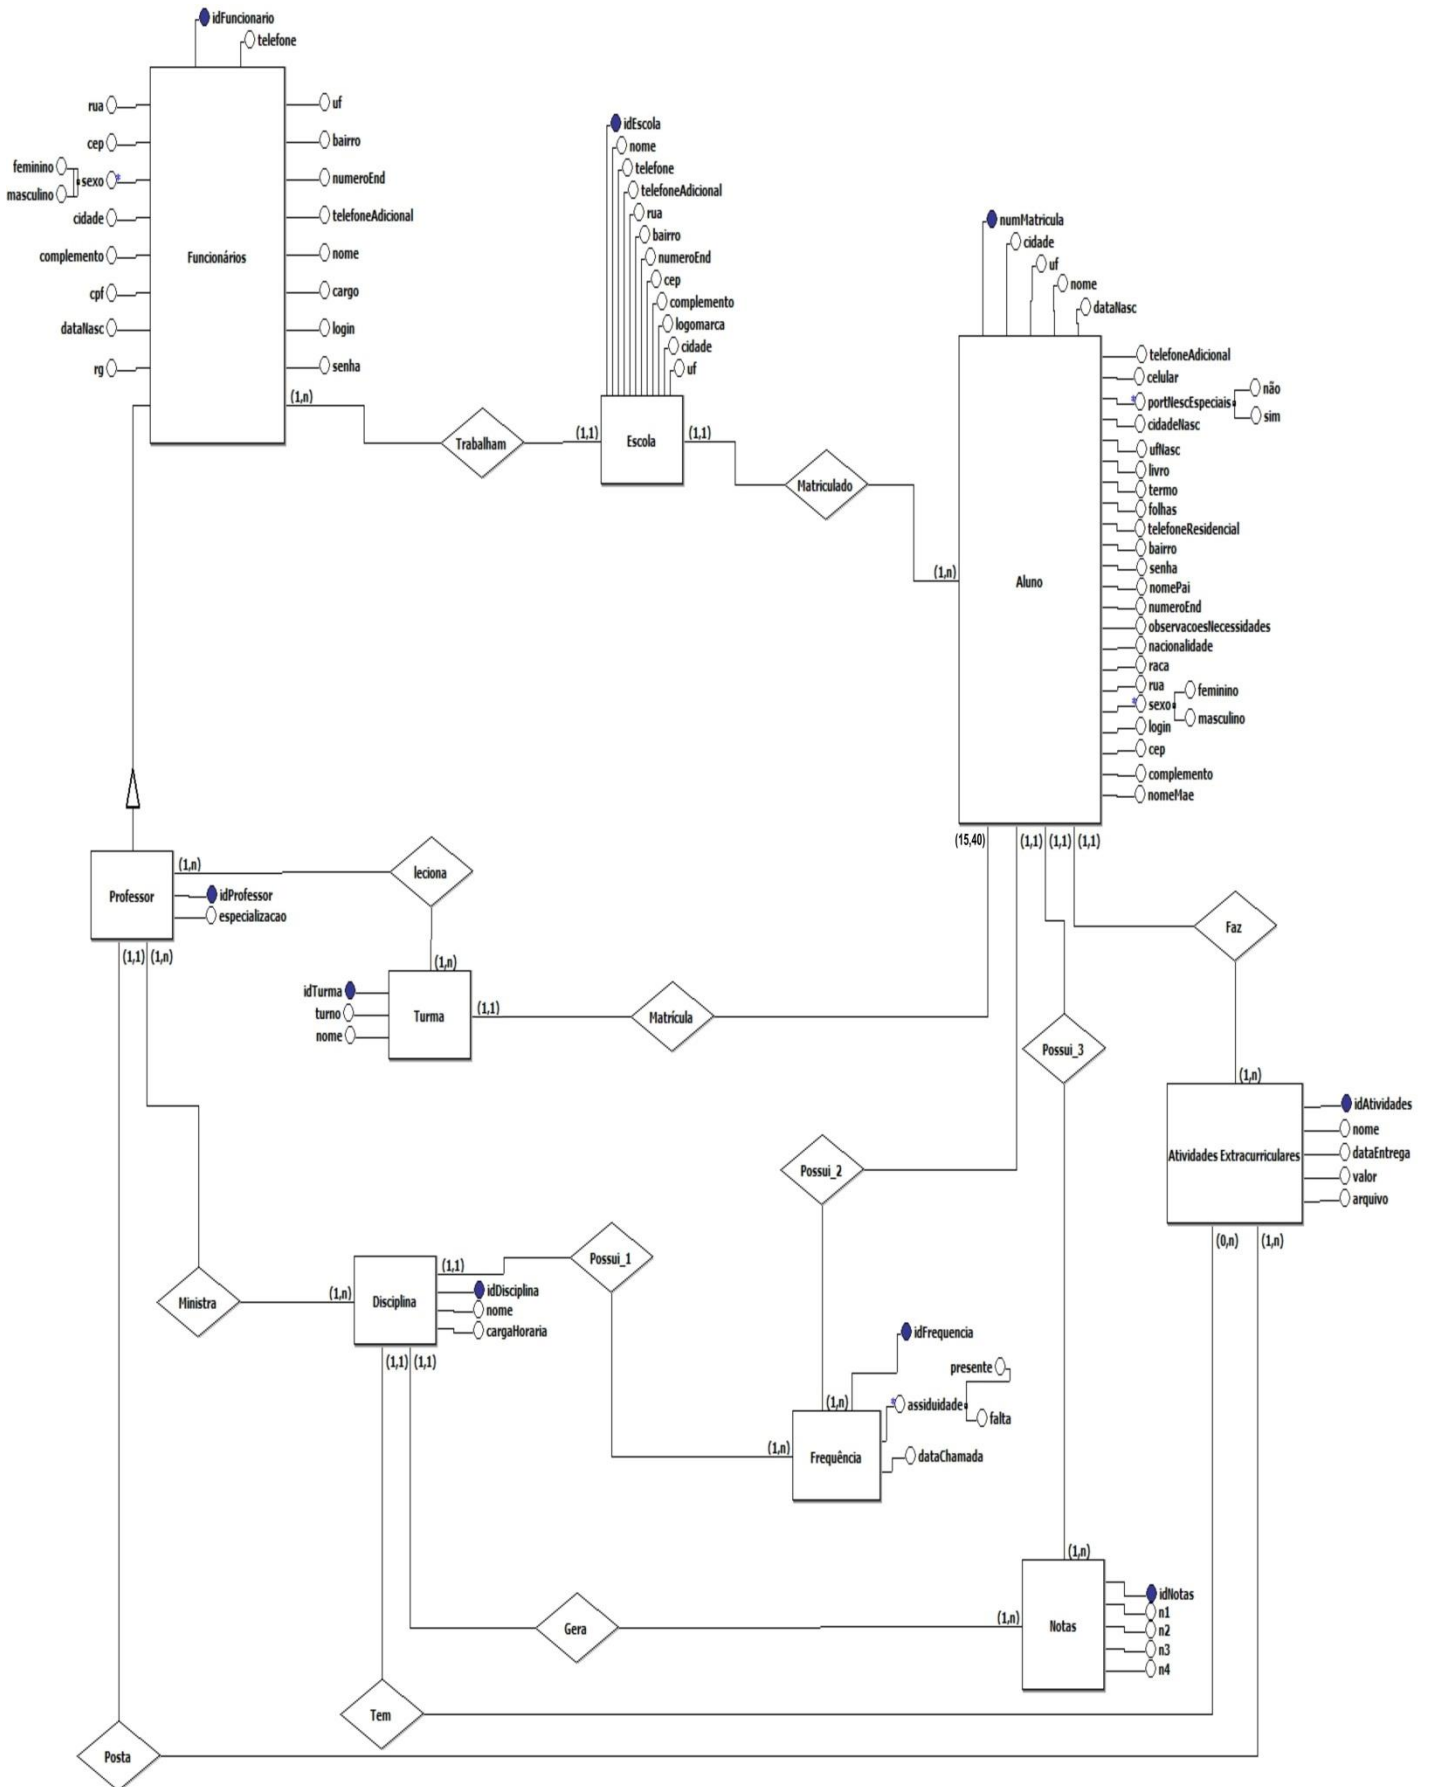 idFuncionario
telefone
rua
cep
feminino
masculino
sexo
*
cidade
complemento
cpf
dataNasc
rg
Funcionários
uf
bairro
numeroEnd
telefoneAdicional
nome
cargo
login
senha
(1,n)
Trabalham
(1,1)
idEscola
nome
telefone
telefoneAdicional
rua
bairro
numeroEnd
cep
complemento
logomarca
cidade
uf
Escola
(1,1)
Matriculado
(1,n)
numMatricula
cidade
uf
nome
dataNasc
Aluno
telefoneAdicional
celular
*
portNescEspeciais
não
sim
cidadeNasc
ufNasc
livro
termo
folhas
telefoneResidencial
bairro
senha
nomePai
numeroEnd
observacoesNecessidades
nacionalidade
raca
rua
*
sexo
feminino
masculino
login
cep
complemento
nomeMae
(15,40)
(1,1)
(1,1)
(1,1)
Professor
(1,n)
idProfessor
especializacao
(1,1)
(1,n)
leciona
(1,n)
idTurma
turno
nome
Turma
(1,1)
Matrícula
Faz
Possui_3
(1,n)
Atividades Extracurriculares
idAtividades
nome
dataEntrega
valor
arquivo
(0,n)
(1,n)
Possui_2
Possui_1
Ministra
(1,n)
Disciplina
(1,1)
idDisciplina
nome
cargaHoraria
(1,1)
(1,1)
idFrequencia
presente
*
assiduidade
falta
dataChamada
(1,n)
(1,n)
Frequência
(1,n)
idNotas
n1
n2
n3
n4
Notas
(1,n)
Gera
Tem
Posta